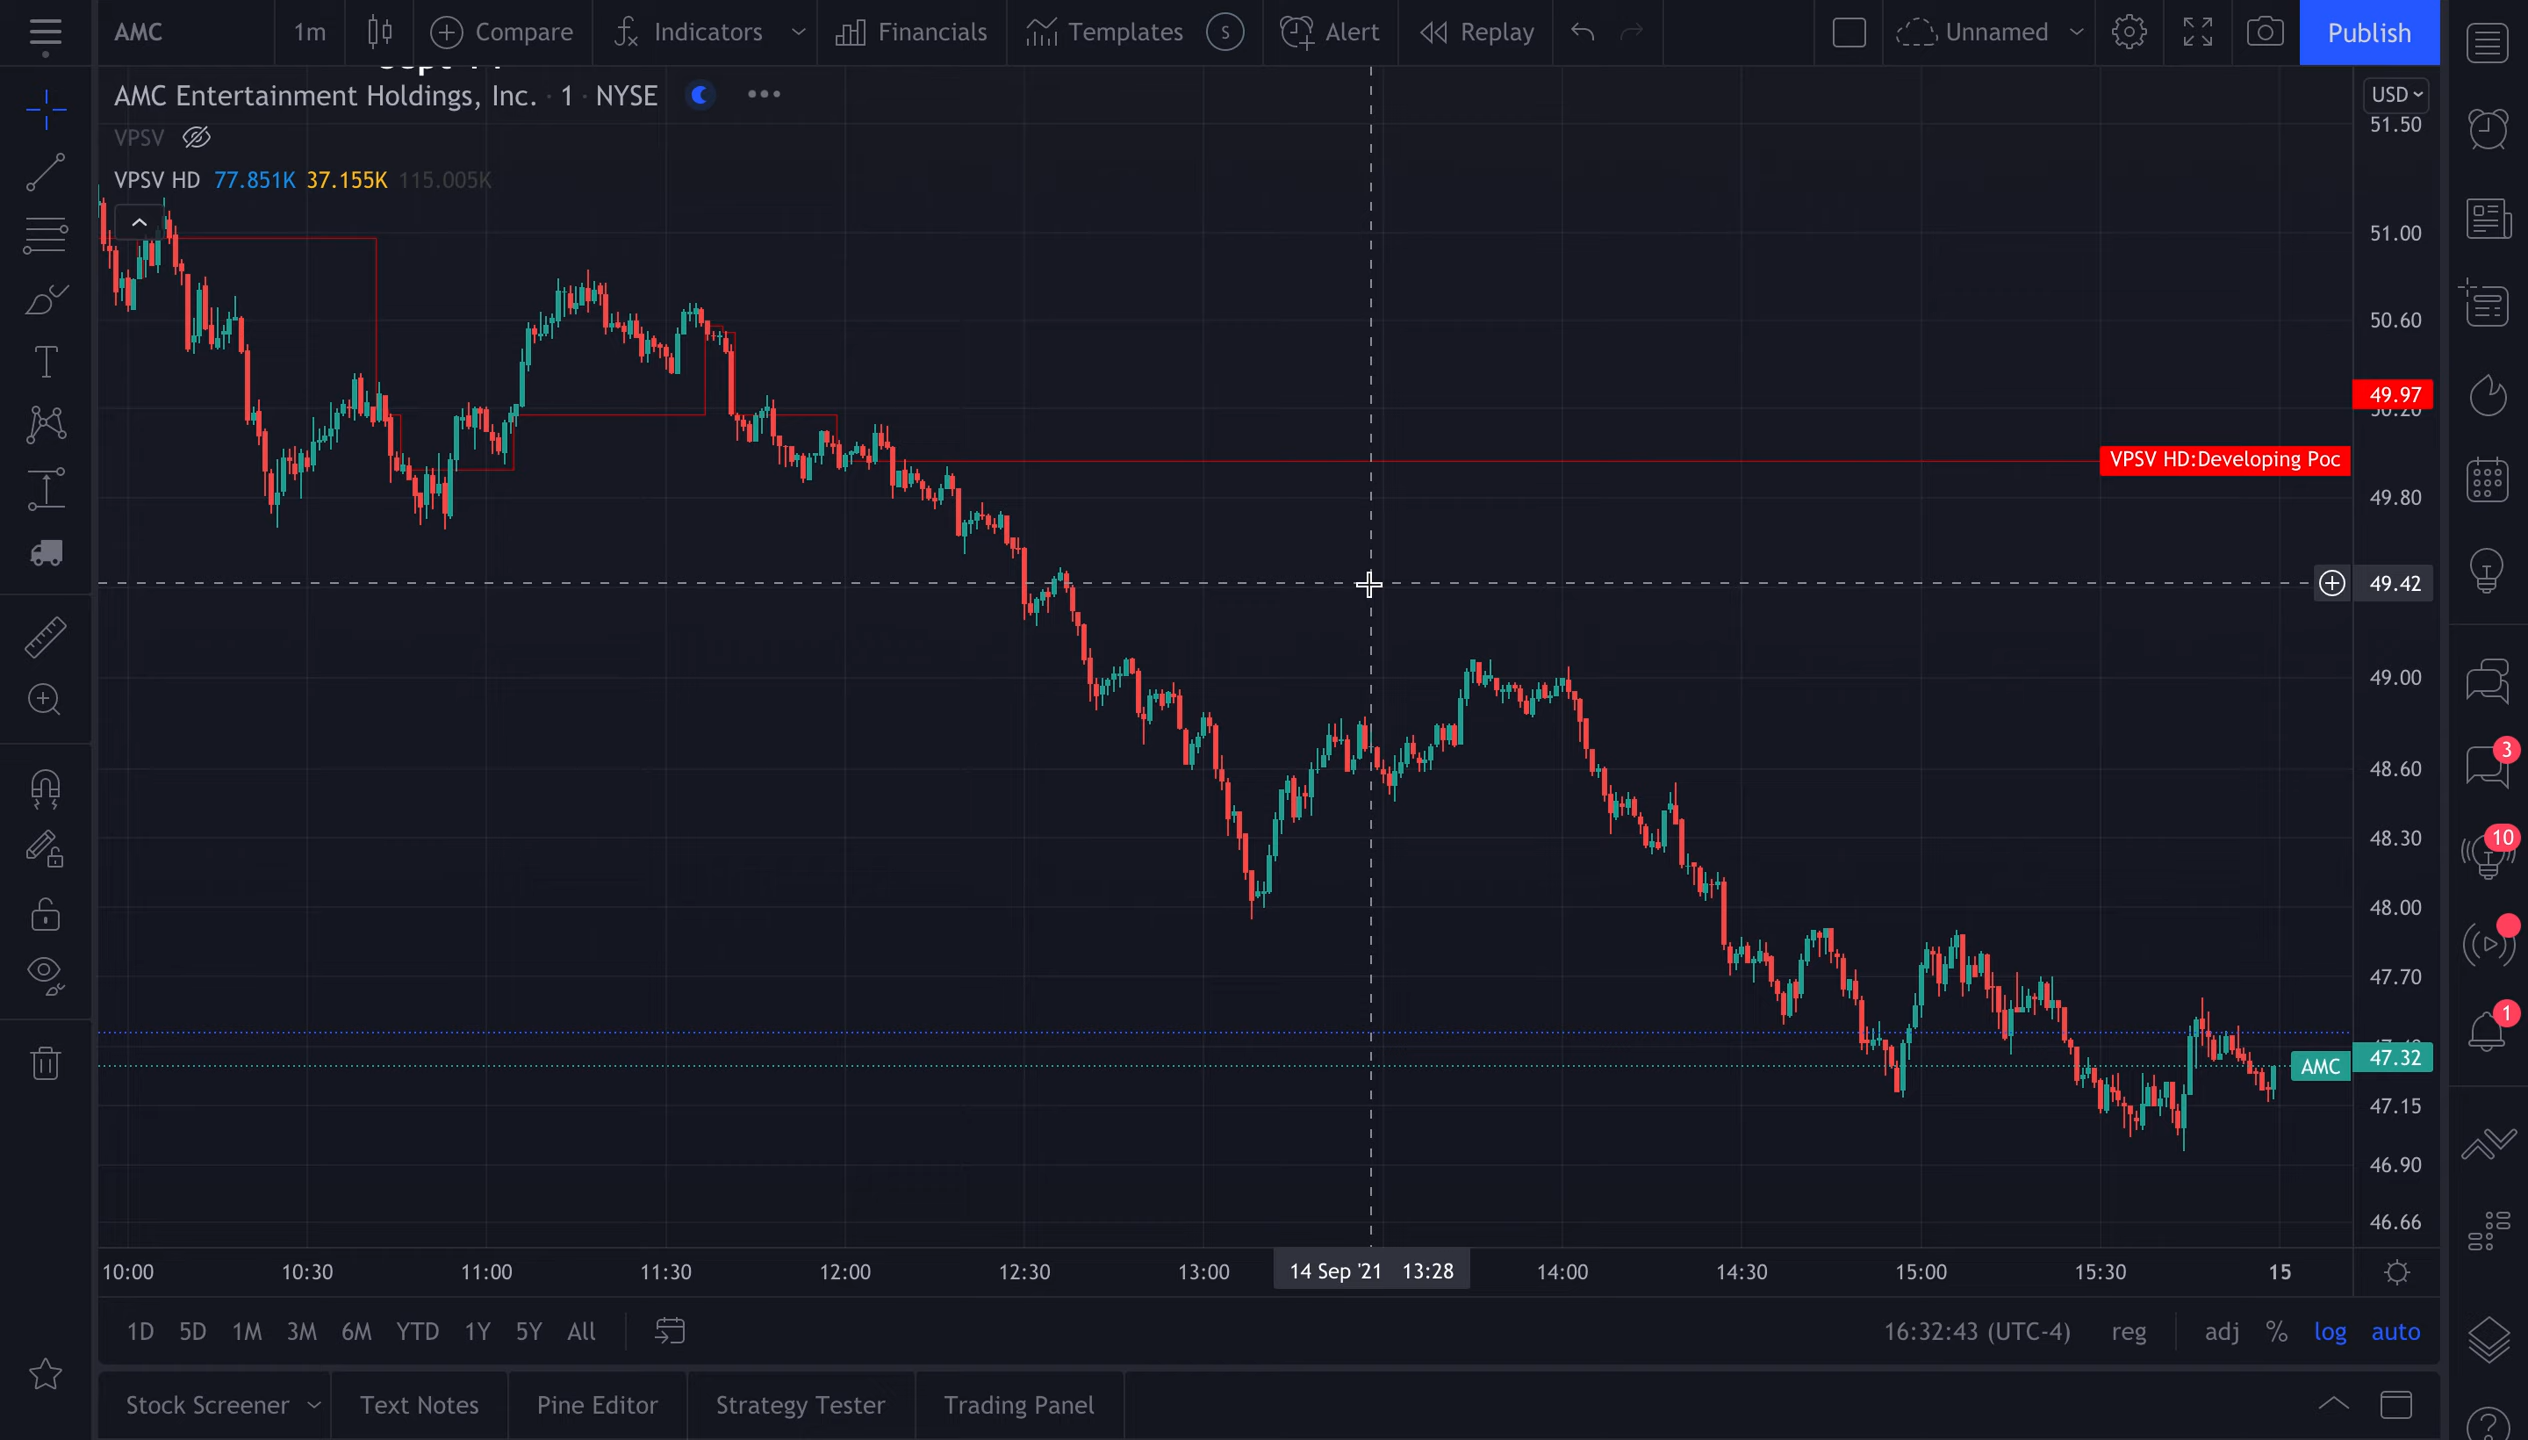 AMC 1m Compare Indicators Financials Templates S Alert Replay Unnamed Publish
AMC Entertainment Holdings, Inc. · 1 · NYSE
USD
VPSV
VPSV HD 77.851K 37.155K 115.005K
51.50
51.00
50.60
49.97
50.20
VPSV HD:Developing Poc
49.80
49.42
49.00
48.60
48.30
48.00
47.70
AMC 47.32
47.15
46.90
46.66
10:00 10:30 11:00 11:30 12:00 12:30 13:00 14 Sep '21 13:28 14:00 14:30 15:00 15:30 15
1D 5D 1M 3M 6M YTD 1Y 5Y All 16:32:43 (UTC-4) reg adj % log auto
Stock Screener Text Notes Pine Editor Strategy Tester Trading Panel
3
10
1